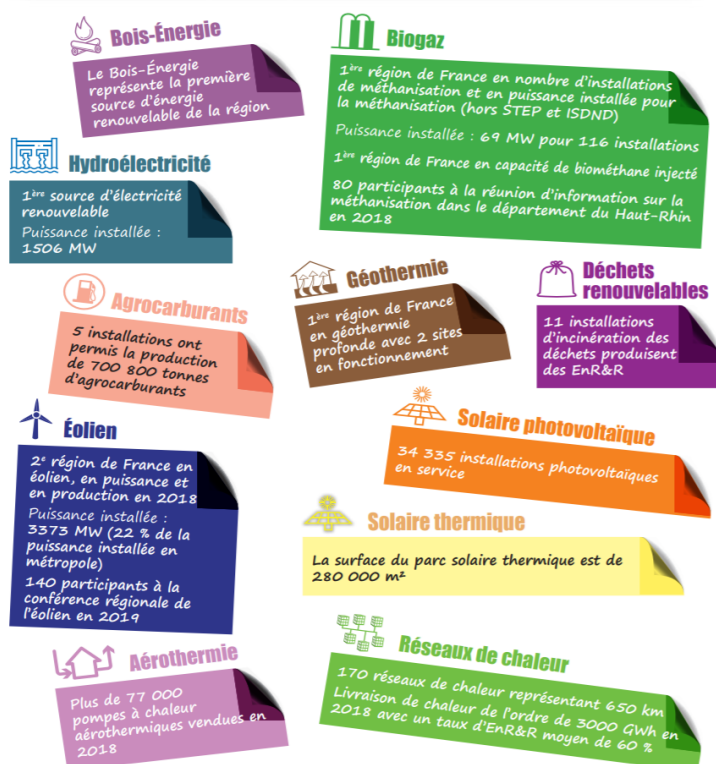 Bois-Énergie
Le Bois-Énergie
représente la première
source d'énergie
renouvelable de la région
Biogaz
1ère région de France en nombre d'installations
de méthanisation et en puissance installée pour
la méthanisation (hors STEP et ISDND)
Puissance installée : 69 MW pour 116 installations
1ère région de France en capacité de biométhane injecté
80 participants à la réunion d'information sur la
méthanisation dans le département du Haut-Rhin
en 2018
Hydroélectricité
1ère source d'électricité
renouvelable
Puissance installée :
1506 MW
Agrocarburants
5 installations ont
permis la production
de 700 800 tonnes
d'agrocarburants
Géothermie
1ère région de France
en géothermie
profonde avec 2 sites
en fonctionnement
Déchets
renouvelables
11 installations
d'incinération des
déchets produisent
des EnR&R
Éolien
2e région de France en
éolien, en puissance et
en production en 2018
Puissance installée :
3373 MW (22 % de la
puissance installée en
métropole)
140 participants à la
conférence régionale de
l'éolien en 2019
Solaire photovoltaïque
34 335 installations photovoltaïques
en service
Solaire thermique
La surface du parc solaire thermique est de
280 000 m²
Aérothermie
Plus de 77 000
pompes à chaleur
aérothermiques vendues en
2018
Réseaux de chaleur
170 réseaux de chaleur représentant 650 km
Livraison de chaleur de l'ordre de 3000 GWh en
2018 avec un taux d'EnR&R moyen de 60 %